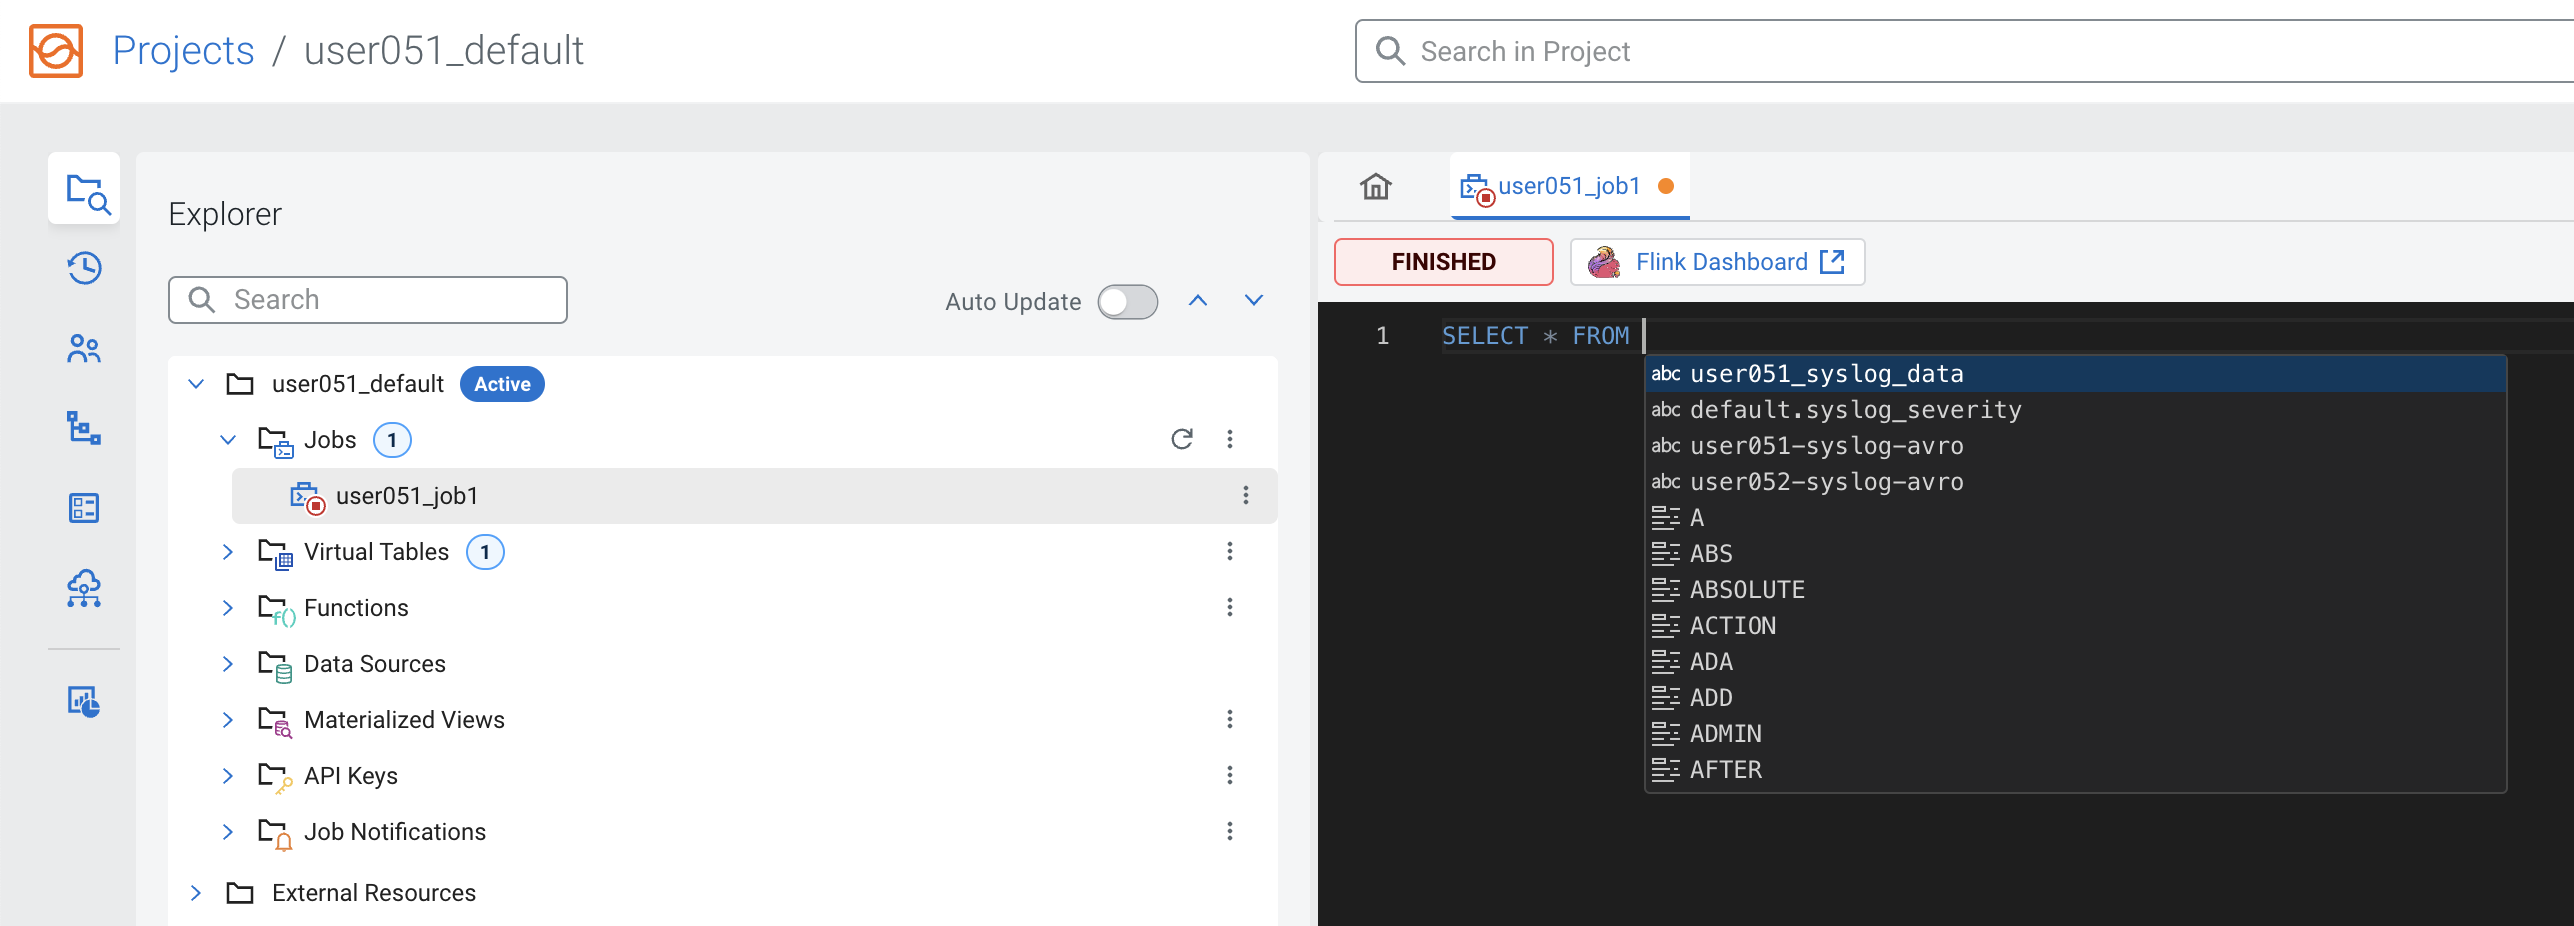 Projects / user051_default
Search in Project
Explorer
Search
Auto Update
user051_default Active
Jobs 1
user051_job1
Virtual Tables 1
Functions
Data Sources
Materialized Views
API Keys
Job Notifications
External Resources
user051_job1
FINISHED
Flink Dashboard
1 SELECT * FROM
abc user051_syslog_data
abc default.syslog_severity
abc user051-syslog-avro
abc user052-syslog-avro
A
ABS
ABSOLUTE
ACTION
ADA
ADD
ADMIN
AFTER